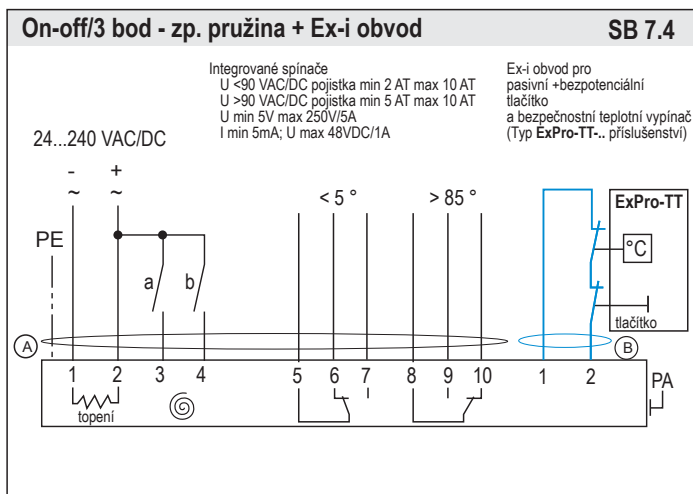 On-off/3 bod - zp. pružina + Ex-i obvod
SB 7.4
Integrované spínače
U <90 VAC/DC pojistka min 2 AT max 10 AT
U >90 VAC/DC pojistka min 5 AT max 10 AT
U min 5V max 250V/5A
I min 5mA; U max 48VDC/1A
Ex-i obvod pro
pasivní +bezpotenciální
tlačítko
a bezpečnostní teplotní vypínač
(Typ ExPro-TT-.. příslušenství)
24...240 VAC/DC
- +
~ ~
< 5 ° > 85 °
ExPro-TT
PE
°C
a b
tlačítko
A
B
1 2 3 4 5 6 7 8 9 10 1 2
PA
topení